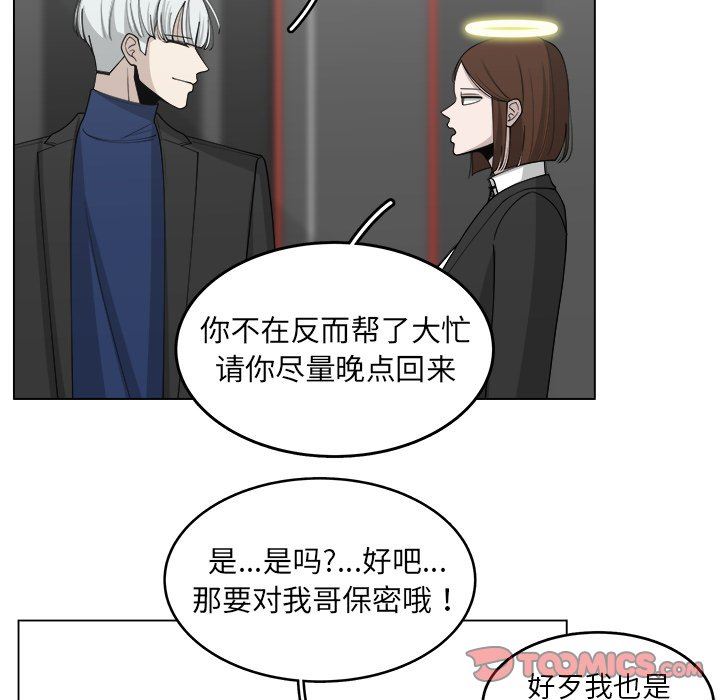 你不在反而帮了大忙
请你尽量晚点回来
是...是吗?...好吧...
那要对我哥保密哦！
好歹我也是
TOOMICS.COM